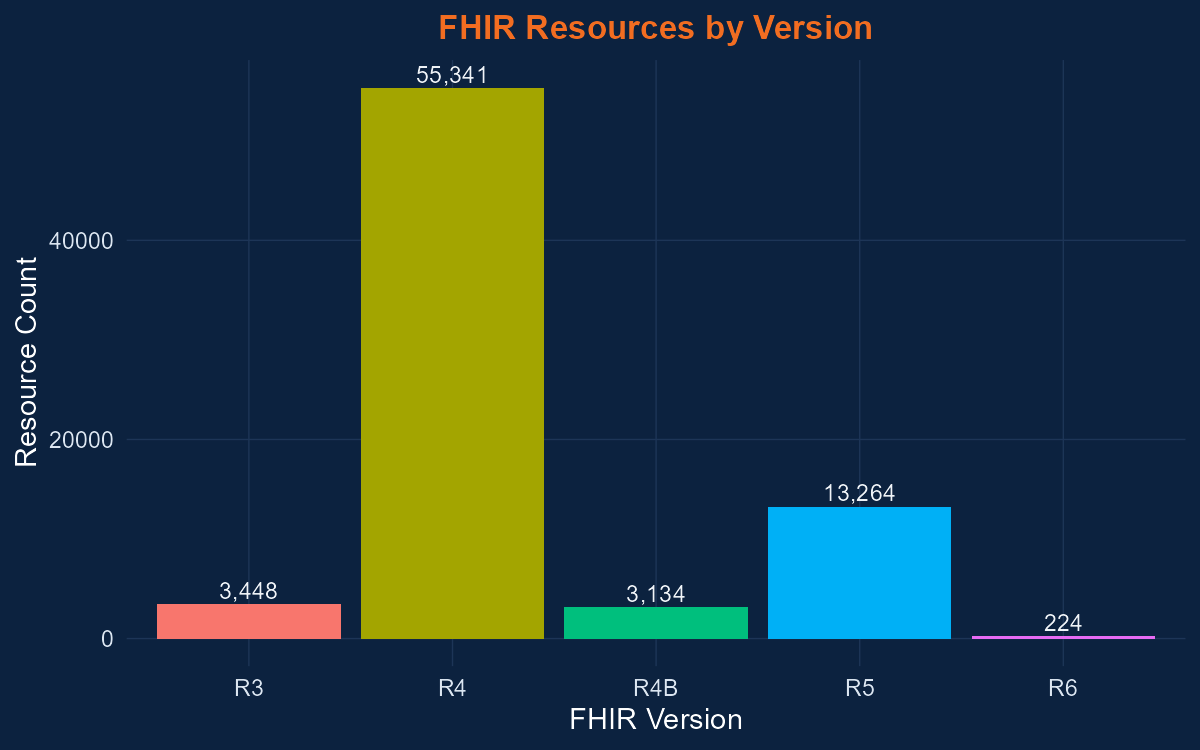 FHIR Resources by Version
55,341
40000
Resource Count
20000
13,264
3,448
3,134
224
0
R3 R4 R4B R5 R6
FHIR Version